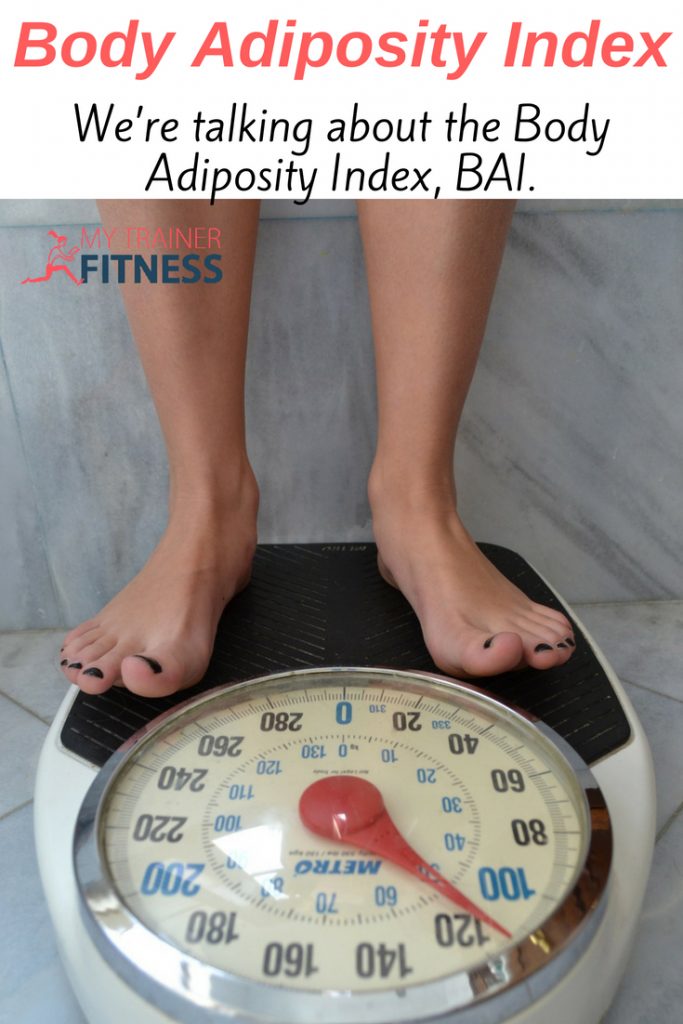 Body Adiposity Index
We're talking about the Body
Adiposity Index, BAI.
MY TRAINER
FITNESS
280 0 310 20 330
260 130 0 kg 10 40
240 120 20 60
110 30
220 100 40 80
METRO
200 90 80 70 60 100
180 160 140 120